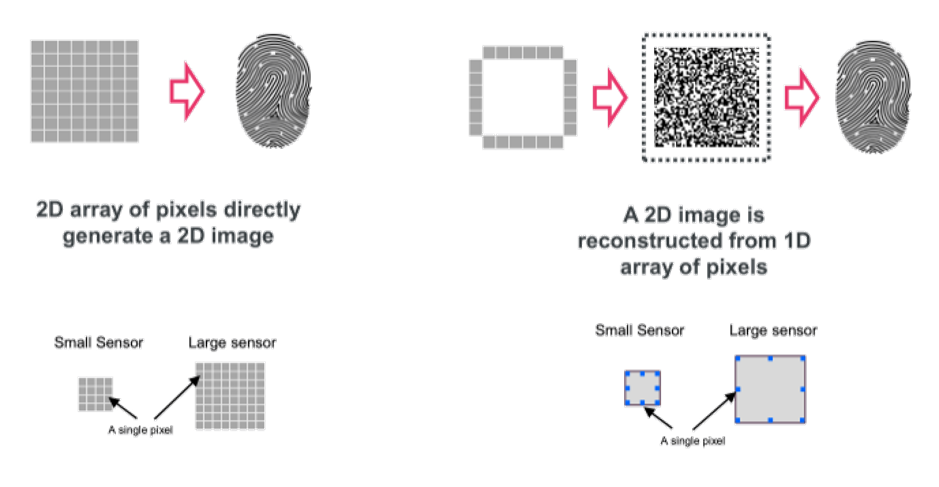 2D array of pixels directly
generate a 2D image
A 2D image is
reconstructed from 1D
array of pixels
Small Sensor
Large sensor
A single pixel
Small Sensor
Large sensor
A single pixel